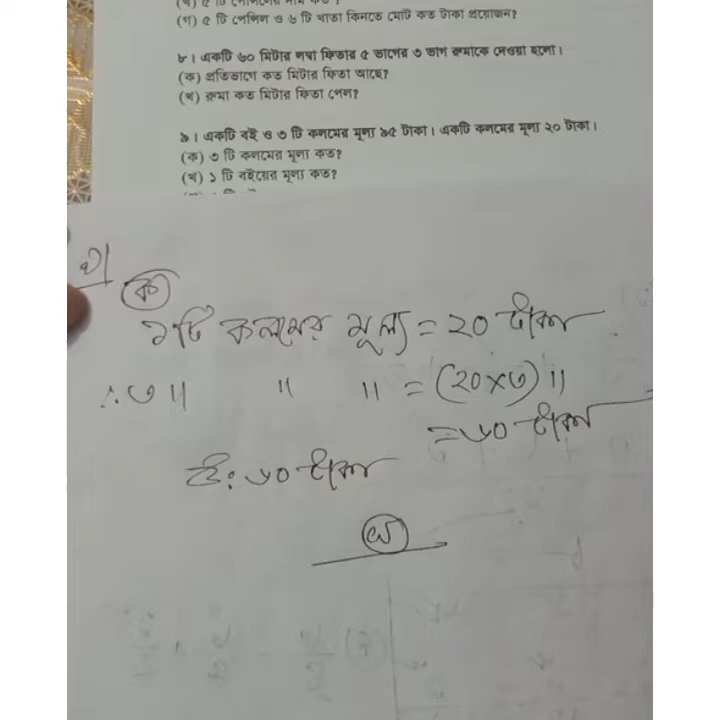 (গ) ৫ টি পেন্সিল ও ৬ টি খাতা কিনতে মোট কত টাকা প্রয়োজন?
৮। একটি ৬০ মিটার লম্বা ফিতার ৫ ভাগের ৩ ভাগ রুমাকে দেওয়া হলো।
(ক) প্রতিভাগে কত মিটার ফিতা আছে?
(খ) রুমা কত মিটার ফিতা পেল?
৯। একটি বই ও ৩ টি কলমের মূল্য ৯৫ টাকা। একটি কলমের মূল্য ২০ টাকা।
(ক) ৩ টি কলমের মূল্য কত?
(খ) ১ টি বইয়ের মূল্য কত?
৯।
ক
১টি কলমের মূল্য = ২০ টাকা
∴ ৩ " " " = (২০×৩) "
= ৬০ টাকা
উ: ৬০ টাকা
খ